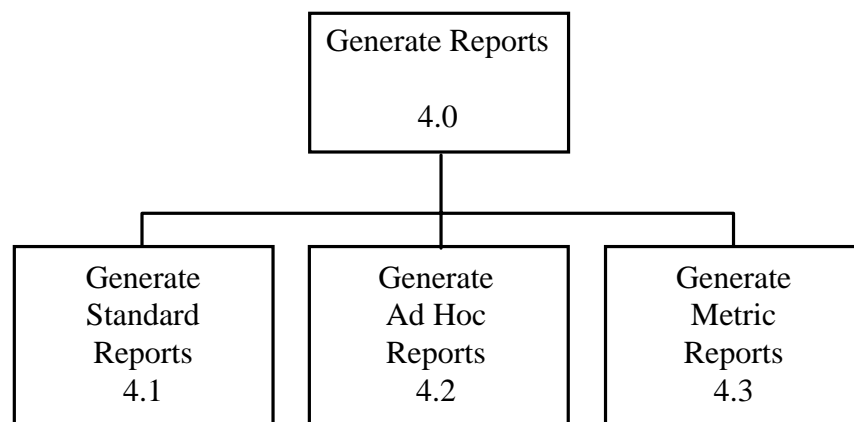 Generate Reports
4.0
Generate
Standard
Reports
4.1
Generate
Ad Hoc
Reports
4.2
Generate
Metric
Reports
4.3